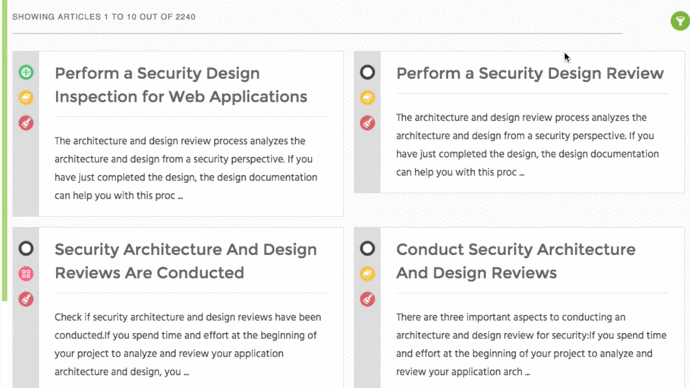 SHOWING ARTICLES 1 TO 10 OUT OF 2240
Perform a Security Design
Inspection for Web Applications
The architecture and design review process analyzes the
architecture and design from a security perspective. If you
have just completed the design, the design documentation
can help you with this proc ...
Perform a Security Design Review
The architecture and design review process analyzes the
architecture and design from a security perspective. If you
have just completed the design, the design documentation
can help you with this proc ...
Security Architecture And Design
Reviews Are Conducted
Check if security architecture and design reviews have been
conducted.If you spend time and effort at the beginning of
your project to analyze and review your application
architecture and design, you ...
Conduct Security Architecture
And Design Reviews
There are three important aspects to conducting an
architecture and design review for security:If you spend time
and effort at the beginning of your project to analyze and
review your application arch ...